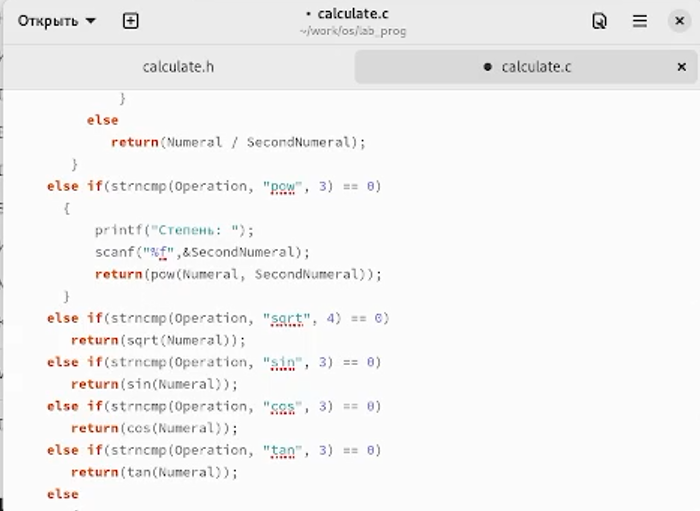 Открыть
• calculate.c
~/work/os/lab_prog
calculate.h
• calculate.c
}
else
return(Numeral / SecondNumeral);
}
else if(strncmp(Operation, "pow", 3) == 0)
{
printf("Степень: ");
scanf("%f",&SecondNumeral);
return(pow(Numeral, SecondNumeral));
}
else if(strncmp(Operation, "sqrt", 4) == 0)
return(sqrt(Numeral));
else if(strncmp(Operation, "sin", 3) == 0)
return(sin(Numeral));
else if(strncmp(Operation, "cos", 3) == 0)
return(cos(Numeral));
else if(strncmp(Operation, "tan", 3) == 0)
return(tan(Numeral));
else